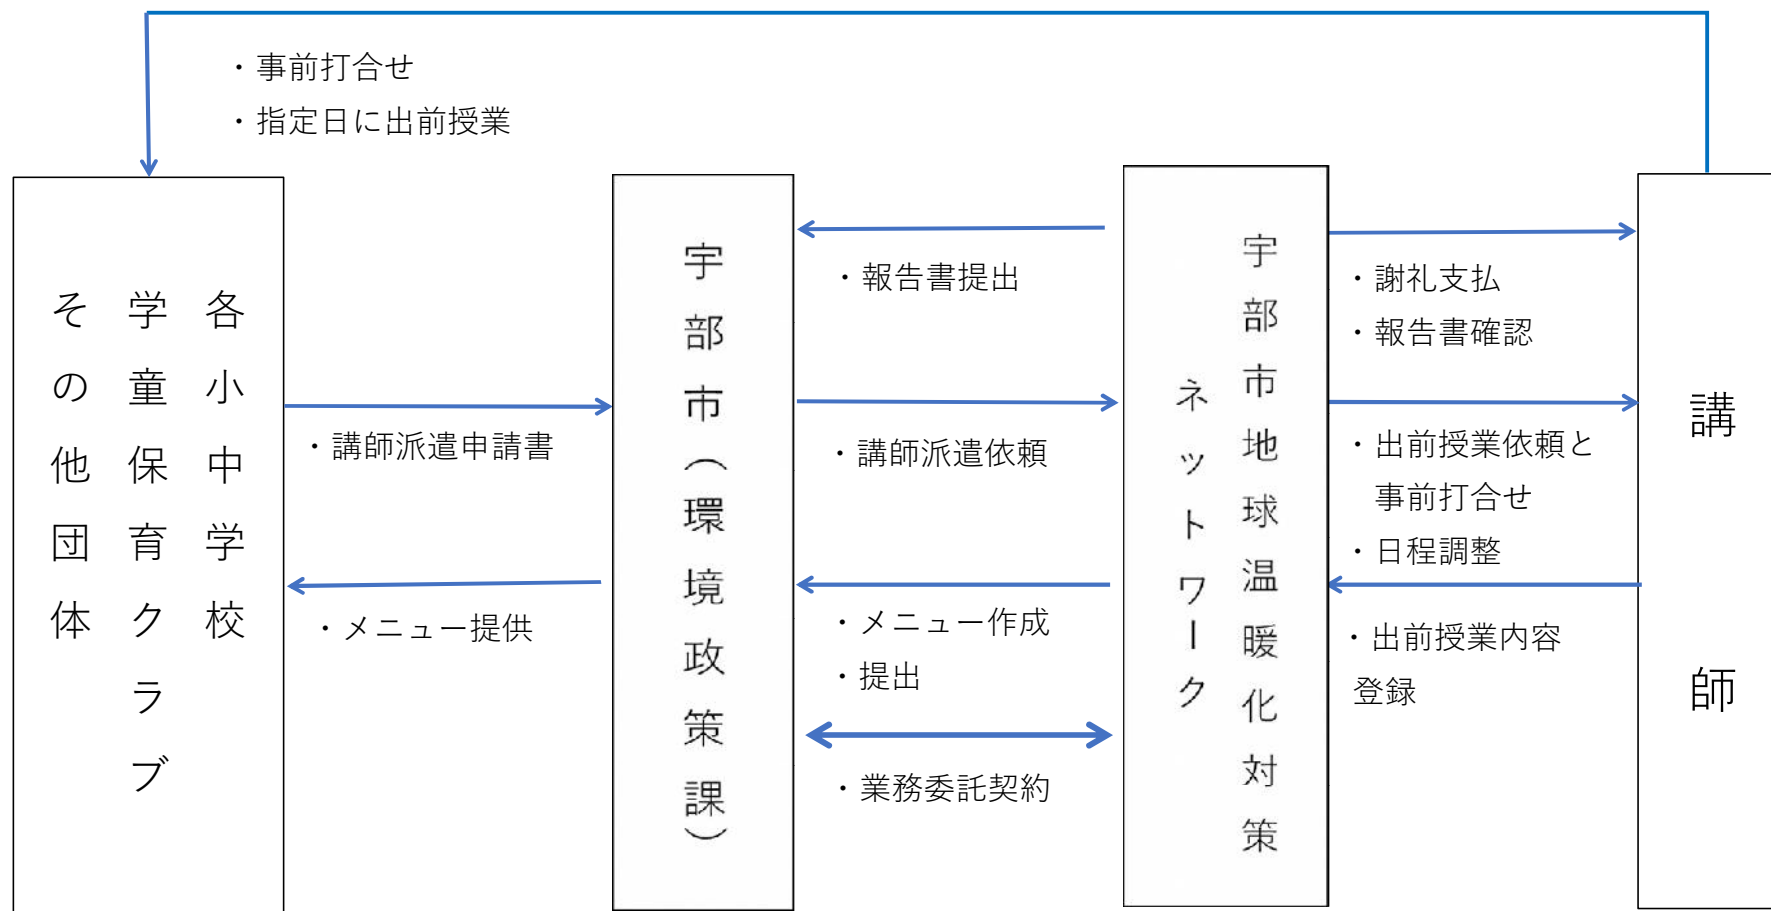 ・事前打合せ
・指定日に出前授業
各小中学校
学童保育クラブ
その他団体
・講師派遣申請書
・メニュー提供
宇部市(環境政策課)
・報告書提出
・講師派遣依頼
・メニュー作成
・提出
・業務委託契約
宇部市地球温暖化対策
ネットワーク
・謝礼支払
・報告書確認
・出前授業依頼と
事前打合せ
・日程調整
・出前授業内容
登録
講師